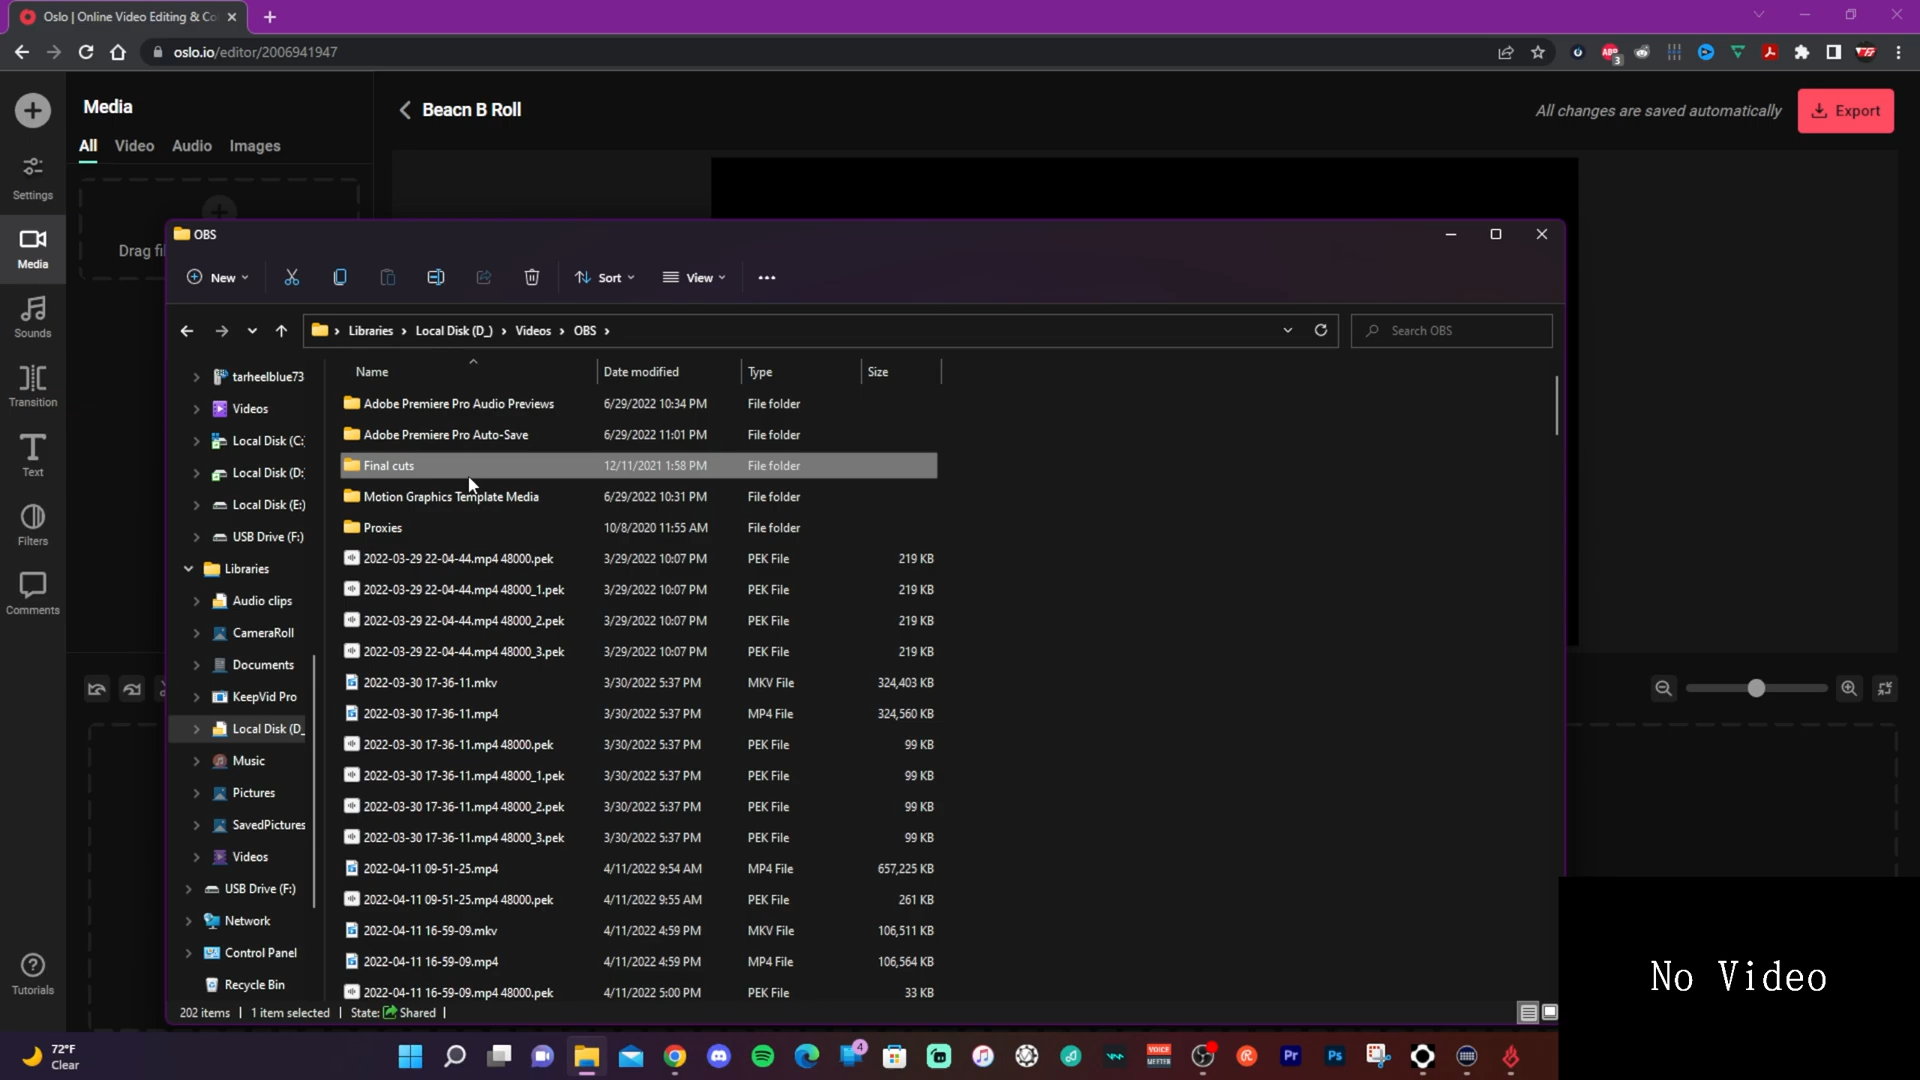 Oslo | Online Video Editing & Co
oslo.io/editor/2006941947
ABP
3
Media
Beacn B Roll
All changes are saved automatically
Export
All Video Audio Images
Settings
Media
Sounds
Transition
Text
Filters
Comments
Tutorials
Drag fi
OBS
New
Sort
View
Libraries > Local Disk (D_) > Videos > OBS >
Search OBS
Name Date modified Type Size
tarheelblue73
Videos
Local Disk (C:
Local Disk (D:
Local Disk (E:)
USB Drive (F:)
Libraries
Audio clips
CameraRoll
Documents
KeepVid Pro
Local Disk (D_
Music
Pictures
SavedPictures
Videos
USB Drive (F:)
Network
Control Panel
Recycle Bin
Adobe Premiere Pro Audio Previews 6/29/2022 10:34 PM File folder
Adobe Premiere Pro Auto-Save 6/29/2022 11:01 PM File folder
Final cuts 12/11/2021 1:58 PM File folder
Motion Graphics Template Media 6/29/2022 10:31 PM File folder
Proxies 10/8/2020 11:55 AM File folder
2022-03-29 22-04-44.mp4 48000.pek 3/29/2022 10:07 PM PEK File 219 KB
2022-03-29 22-04-44.mp4 48000_1.pek 3/29/2022 10:07 PM PEK File 219 KB
2022-03-29 22-04-44.mp4 48000_2.pek 3/29/2022 10:07 PM PEK File 219 KB
2022-03-29 22-04-44.mp4 48000_3.pek 3/29/2022 10:07 PM PEK File 219 KB
2022-03-30 17-36-11.mkv 3/30/2022 5:37 PM MKV File 324,403 KB
2022-03-30 17-36-11.mp4 3/30/2022 5:37 PM MP4 File 324,560 KB
2022-03-30 17-36-11.mp4 48000.pek 3/30/2022 5:37 PM PEK File 99 KB
2022-03-30 17-36-11.mp4 48000_1.pek 3/30/2022 5:37 PM PEK File 99 KB
2022-03-30 17-36-11.mp4 48000_2.pek 3/30/2022 5:37 PM PEK File 99 KB
2022-03-30 17-36-11.mp4 48000_3.pek 3/30/2022 5:37 PM PEK File 99 KB
2022-04-11 09-51-25.mp4 4/11/2022 9:54 AM MP4 File 657,225 KB
2022-04-11 09-51-25.mp4 48000.pek 4/11/2022 9:55 AM PEK File 261 KB
2022-04-11 16-59-09.mkv 4/11/2022 4:59 PM MKV File 106,511 KB
2022-04-11 16-59-09.mp4 4/11/2022 4:59 PM MP4 File 106,564 KB
2022-04-11 16-59-09.mp4 48000.pek 4/11/2022 5:00 PM PEK File 33 KB
202 items | 1 item selected | State: Shared |
No Video
72°F
Clear
4
VOICE
MEETER
Pr
Ps